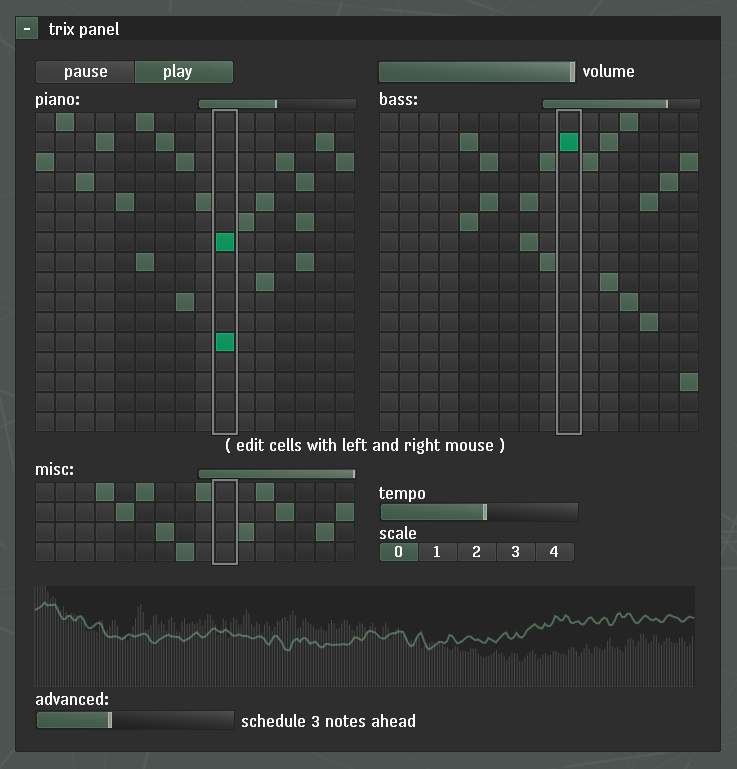 - trix panel
pause play volume
piano: bass:
( edit cells with left and right mouse )
misc:
tempo
scale
0 1 2 3 4
advanced:
schedule 3 notes ahead